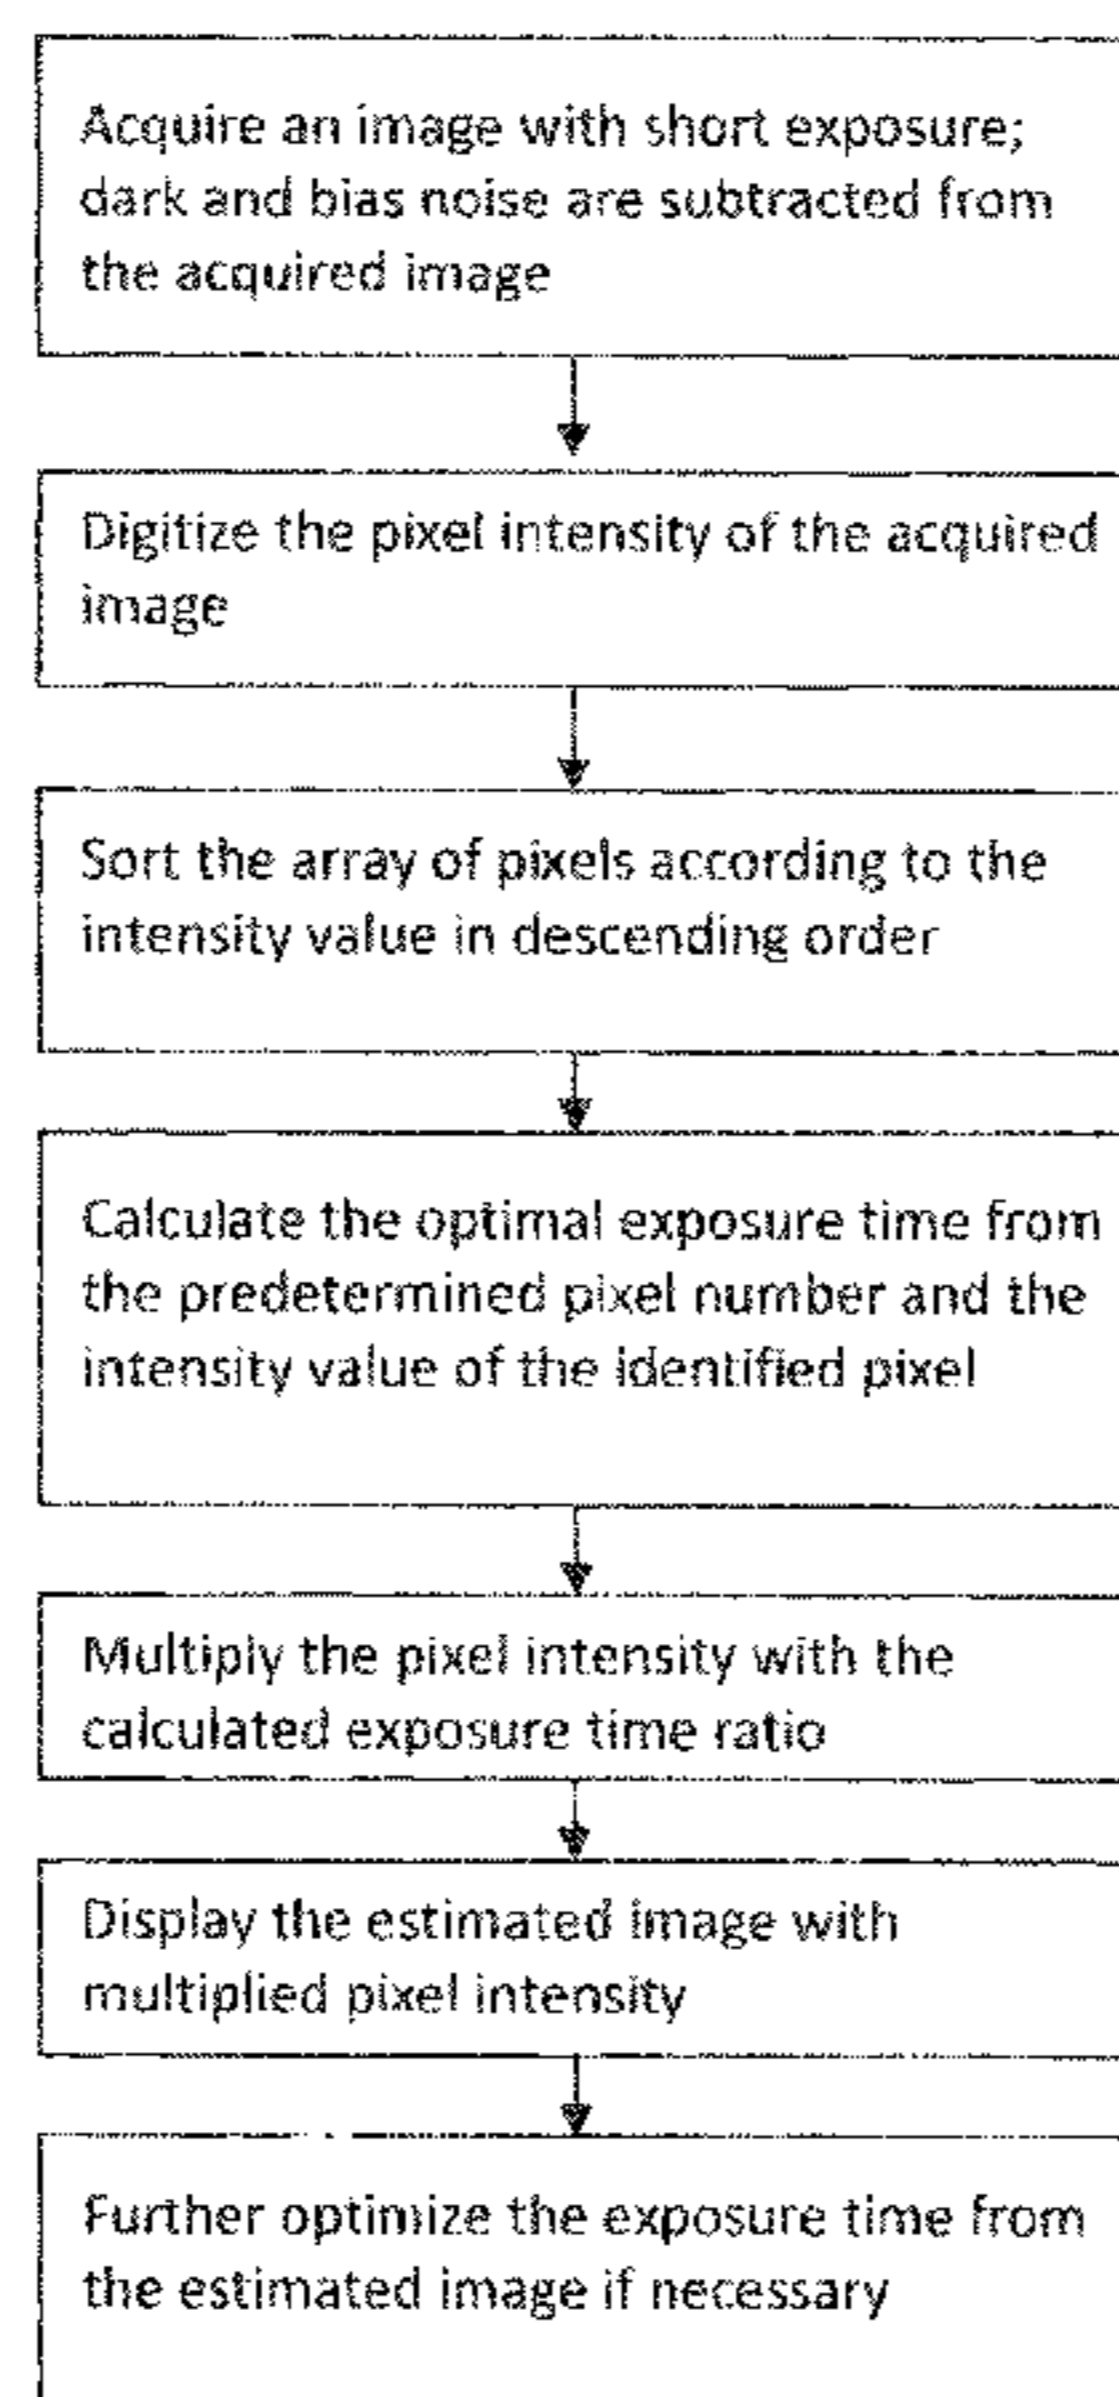 Acquire an image with short exposure;
dark and bias noise are subtracted from
the acquired image
Digitize the pixel intensity of the acquired
image
Sort the array of pixels according to the
intensity value in descending order
Calculate the optimal exposure time from
the predetermined pixel number and the
intensity value of the identified pixel
Multiply the pixel intensity with the
calculated exposure time ratio
Display the estimated image with
multiplied pixel intensity
Further optimize the exposure time from
the estimated image if necessary